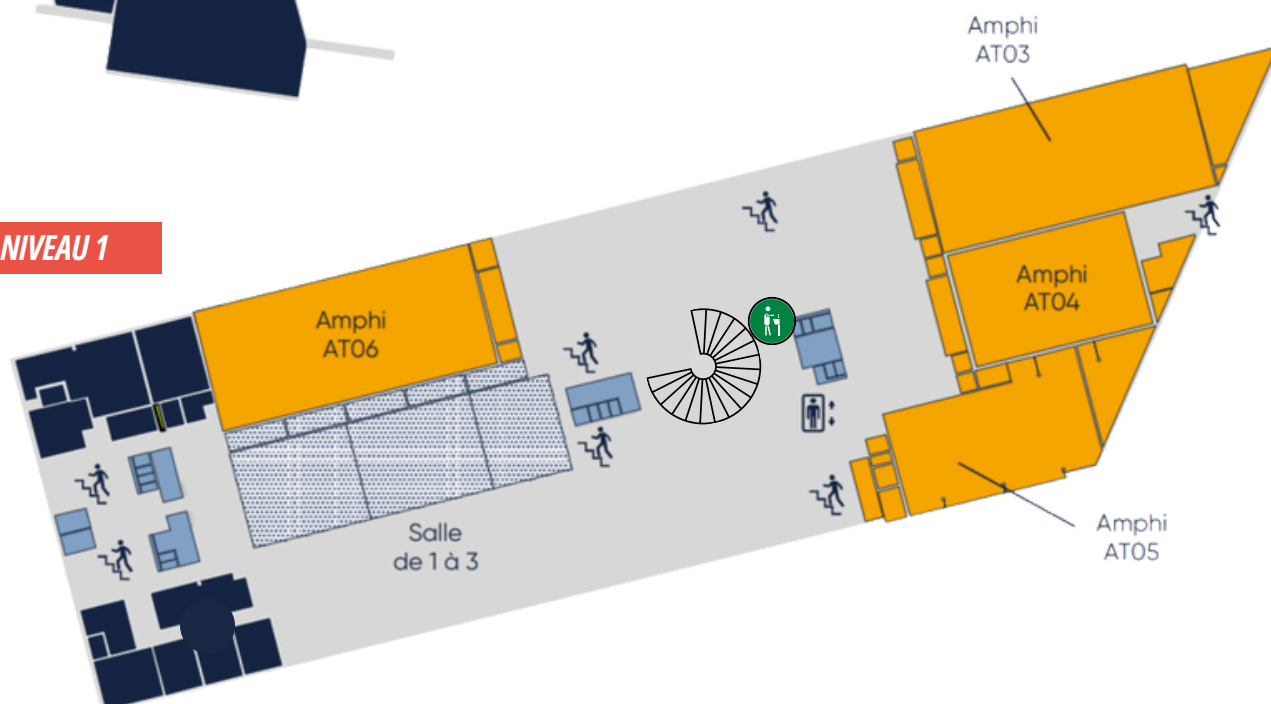 Amphi
AT03
NIVEAU 1
Amphi
AT04
Amphi
AT06
Salle
de 1 à 3
Amphi
AT05